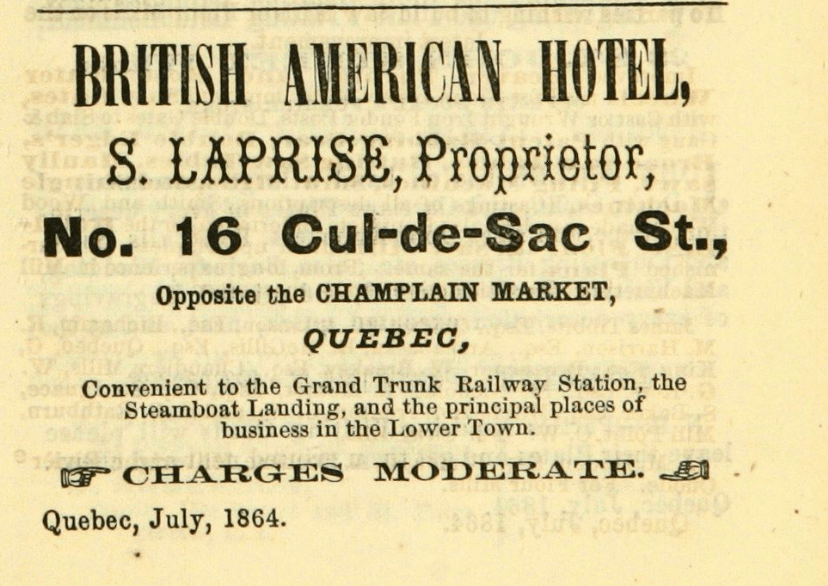 BRITISH AMERICAN HOTEL,
S. LAPRISE, Proprietor,
No. 16 Cul-de-Sac St.,
Opposite the CHAMPLAIN MARKET,
QUEBEC,
Convenient to the Grand Trunk Railway Station, the
Steamboat Landing, and the principal places of
business in the Lower Town.
☞ CHARGES MODERATE. ☜
Quebec, July, 1864.